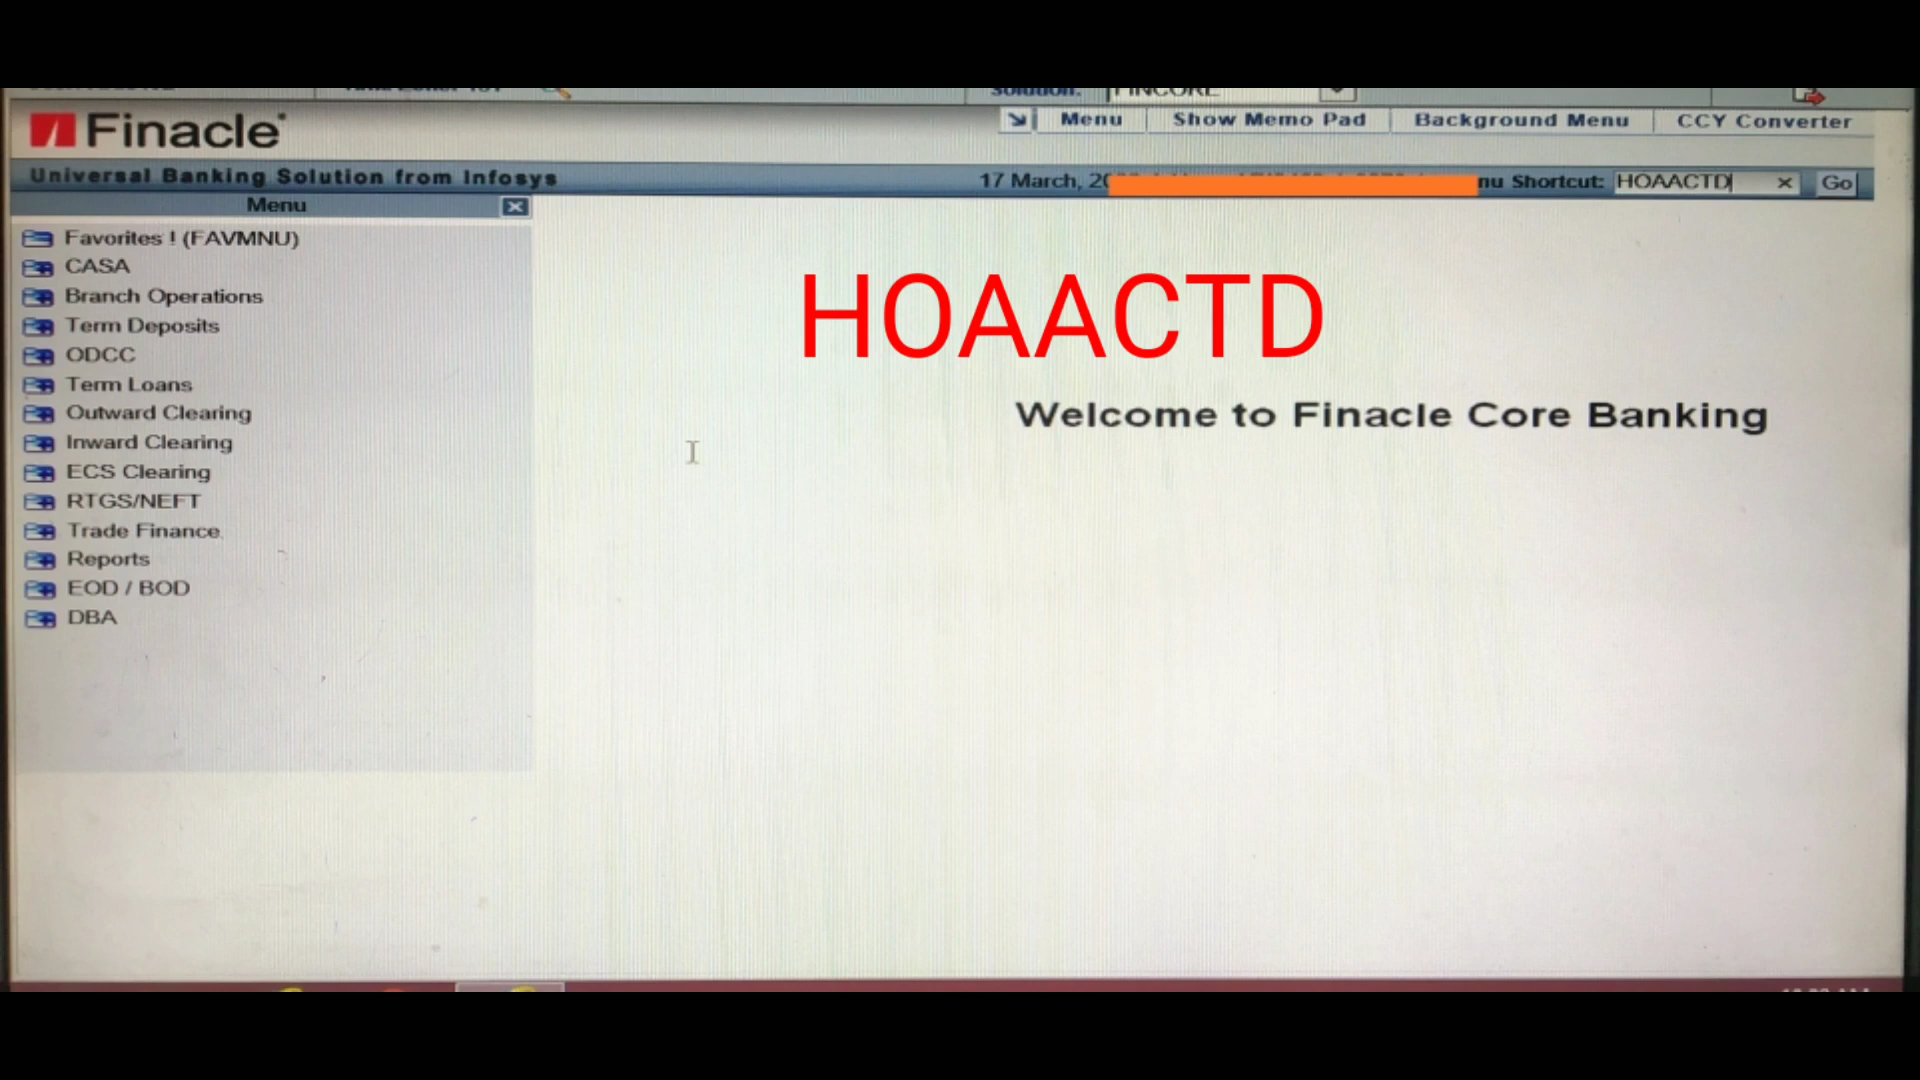 Solution: FINCORE
Finacle
Menu Show Memo Pad Background Menu CCY Converter
Universal Banking Solution from Infosys
17 March, nu Shortcut: HOAACTD × Go
Menu
Favorites ! (FAVMNU)
CASA
Branch Operations
Term Deposits
ODCC
Term Loans
Outward Clearing
Inward Clearing
ECS Clearing
RTGS/NEFT
Trade Finance
Reports
EOD / BOD
DBA
HOAACTD
Welcome to Finacle Core Banking